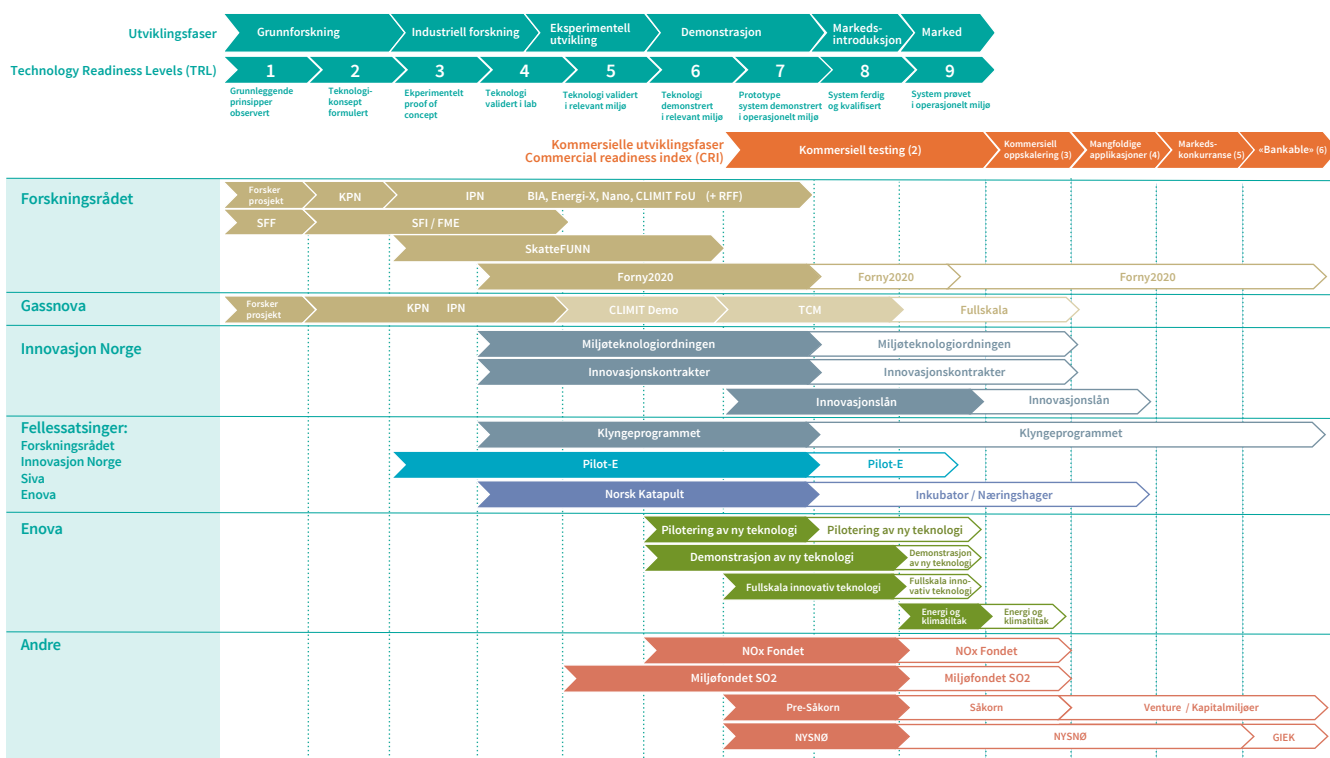 Utviklingsfaser
Grunnforskning
Industriell forskning
Eksperimentell
utvikling
Demonstrasjon
Markeds-
introduksjon
Marked
Technology Readiness Levels (TRL)
1
2
3
4
5
6
7
8
9
Grunnleggende
prinsipper
observert
Teknologi-
konsept
formulert
Ekperimentelt
proof of
concept
Teknologi
validert i lab
Teknologi validert
i relevant miljø
Teknologi
demonstrert
i relevant miljø
Prototype
system demonstrert
i operasjonelt miljø
System ferdig
og kvalifisert
System prøvet
i operasjonelt miljø
Kommersielle utviklingsfaser
Commercial readiness index (CRI)
Kommersiell testing (2)
Kommersiell
oppskalering (3)
Mangfoldige
applikasjoner (4)
Markeds-
konkurranse (5)
«Bankable» (6)
Forskningsrådet
Forsker
prosjekt
KPN
IPN
BIA, Energi-X, Nano, CLIMIT FoU (+ RFF)
SFF
SFI / FME
SkatteFUNN
Forny2020
Forny2020
Forny2020
Gassnova
Forsker
prosjekt
KPN IPN
CLIMIT Demo
TCM
Fullskala
Innovasjon Norge
Miljøteknologiordningen
Miljøteknologiordningen
Innovasjonskontrakter
Innovasjonskontrakter
Innovasjonslån
Innovasjonslån
Fellessatsinger:
Forskningsrådet
Innovasjon Norge
Siva
Enova
Klyngeprogrammet
Klyngeprogrammet
Pilot-E
Pilot-E
Norsk Katapult
Inkubator / Næringshager
Enova
Pilotering av ny teknologi
Pilotering av ny teknologi
Demonstrasjon av ny teknologi
Demonstrasjon
av ny teknologi
Fullskala innovativ teknologi
Fullskala inno-
vativ teknologi
Energi og
klimatiltak
Energi og
klimatiltak
Andre
NOx Fondet
NOx Fondet
Miljøfondet SO2
Miljøfondet SO2
Pre-Såkorn
Såkorn
Venture / Kapitalmiljøer
NYSNØ
NYSNØ
GIEK